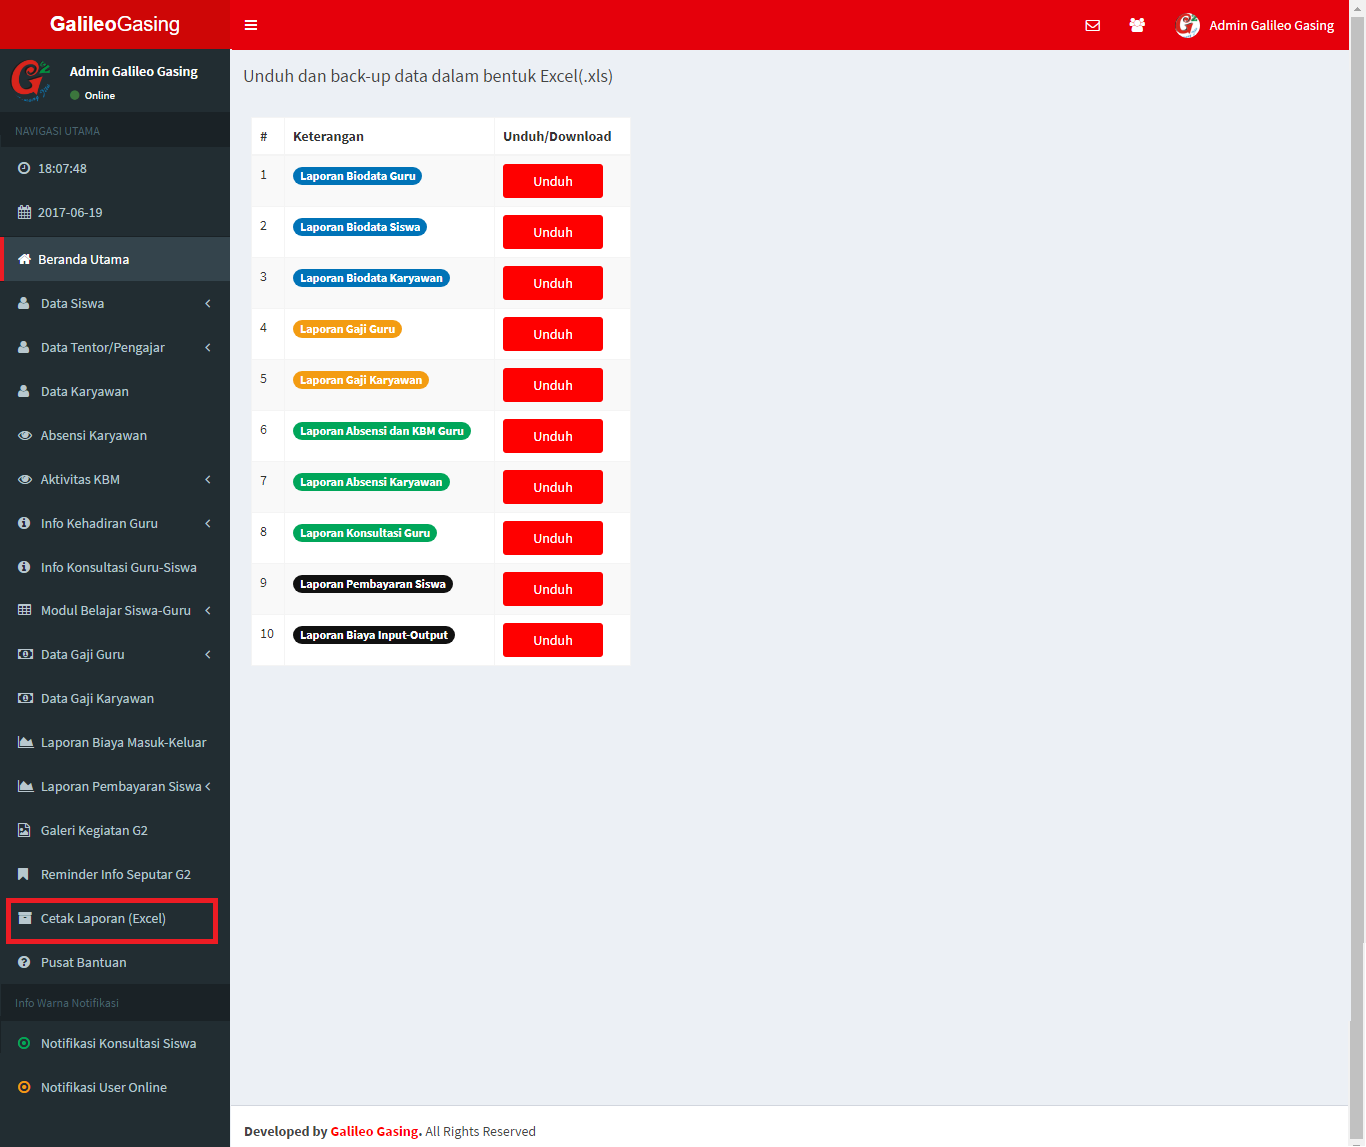 GalileoGasing
Admin Galileo Gasing
Admin Galileo Gasing
Online
NAVIGASI UTAMA
18:07:48
2017-06-19
Beranda Utama
Data Siswa
Data Tentor/Pengajar
Data Karyawan
Absensi Karyawan
Aktivitas KBM
Info Kehadiran Guru
Info Konsultasi Guru-Siswa
Modul Belajar Siswa-Guru
Data Gaji Guru
Data Gaji Karyawan
Laporan Biaya Masuk-Keluar
Laporan Pembayaran Siswa
Galeri Kegiatan G2
Reminder Info Seputar G2
Cetak Laporan (Excel)
Pusat Bantuan
Info Warna Notifikasi
Notifikasi Konsultasi Siswa
Notifikasi User Online
Unduh dan back-up data dalam bentuk Excel(.xls)
# Keterangan Unduh/Download
1 Laporan Biodata Guru Unduh
2 Laporan Biodata Siswa Unduh
3 Laporan Biodata Karyawan Unduh
4 Laporan Gaji Guru Unduh
5 Laporan Gaji Karyawan Unduh
6 Laporan Absensi dan KBM Guru Unduh
7 Laporan Absensi Karyawan Unduh
8 Laporan Konsultasi Guru Unduh
9 Laporan Pembayaran Siswa Unduh
10 Laporan Biaya Input-Output Unduh
Developed by Galileo Gasing. All Rights Reserved